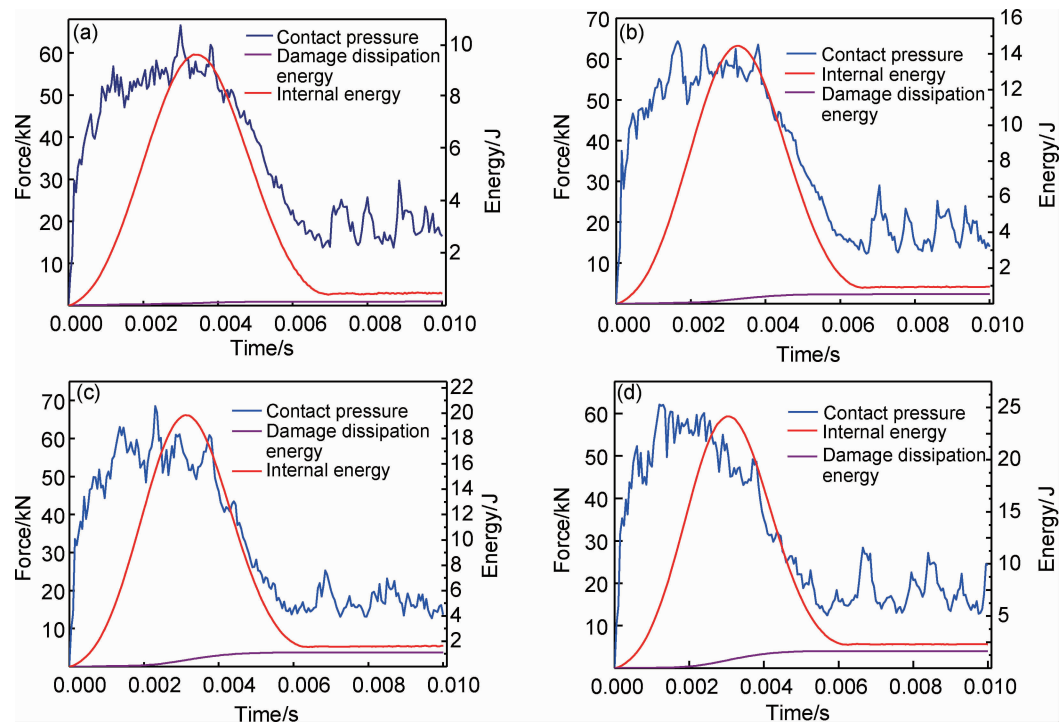 (a)
Contact pressure
Damage dissipation
energy
Internal energy
Force/kN
60
50
40
30
20
10
Energy/J
10
8
6
4
2
0.000 0.002 0.004 0.006 0.008 0.010
Time/s
(b)
Contact pressure
Internal energy
Damage dissipation
energy
Force/kN
70
60
50
40
30
20
10
Energy/J
16
14
12
10
8
6
4
2
1
0.000 0.002 0.004 0.006 0.008 0.010
Time/s
(c)
Contact pressure
Damage dissipation
energy
Internal energy
Force/kN
70
60
50
40
30
20
10
Energy/J
22
20
18
16
14
12
10
8
6
4
2
1
0.000 0.002 0.004 0.006 0.008 0.010
Time/s
(d)
Contact pressure
Internal energy
Damage dissipation
energy
Force/kN
60
50
40
30
20
10
Energy/J
25
20
15
10
5
0.000 0.002 0.004 0.006 0.008 0.010
Time/s